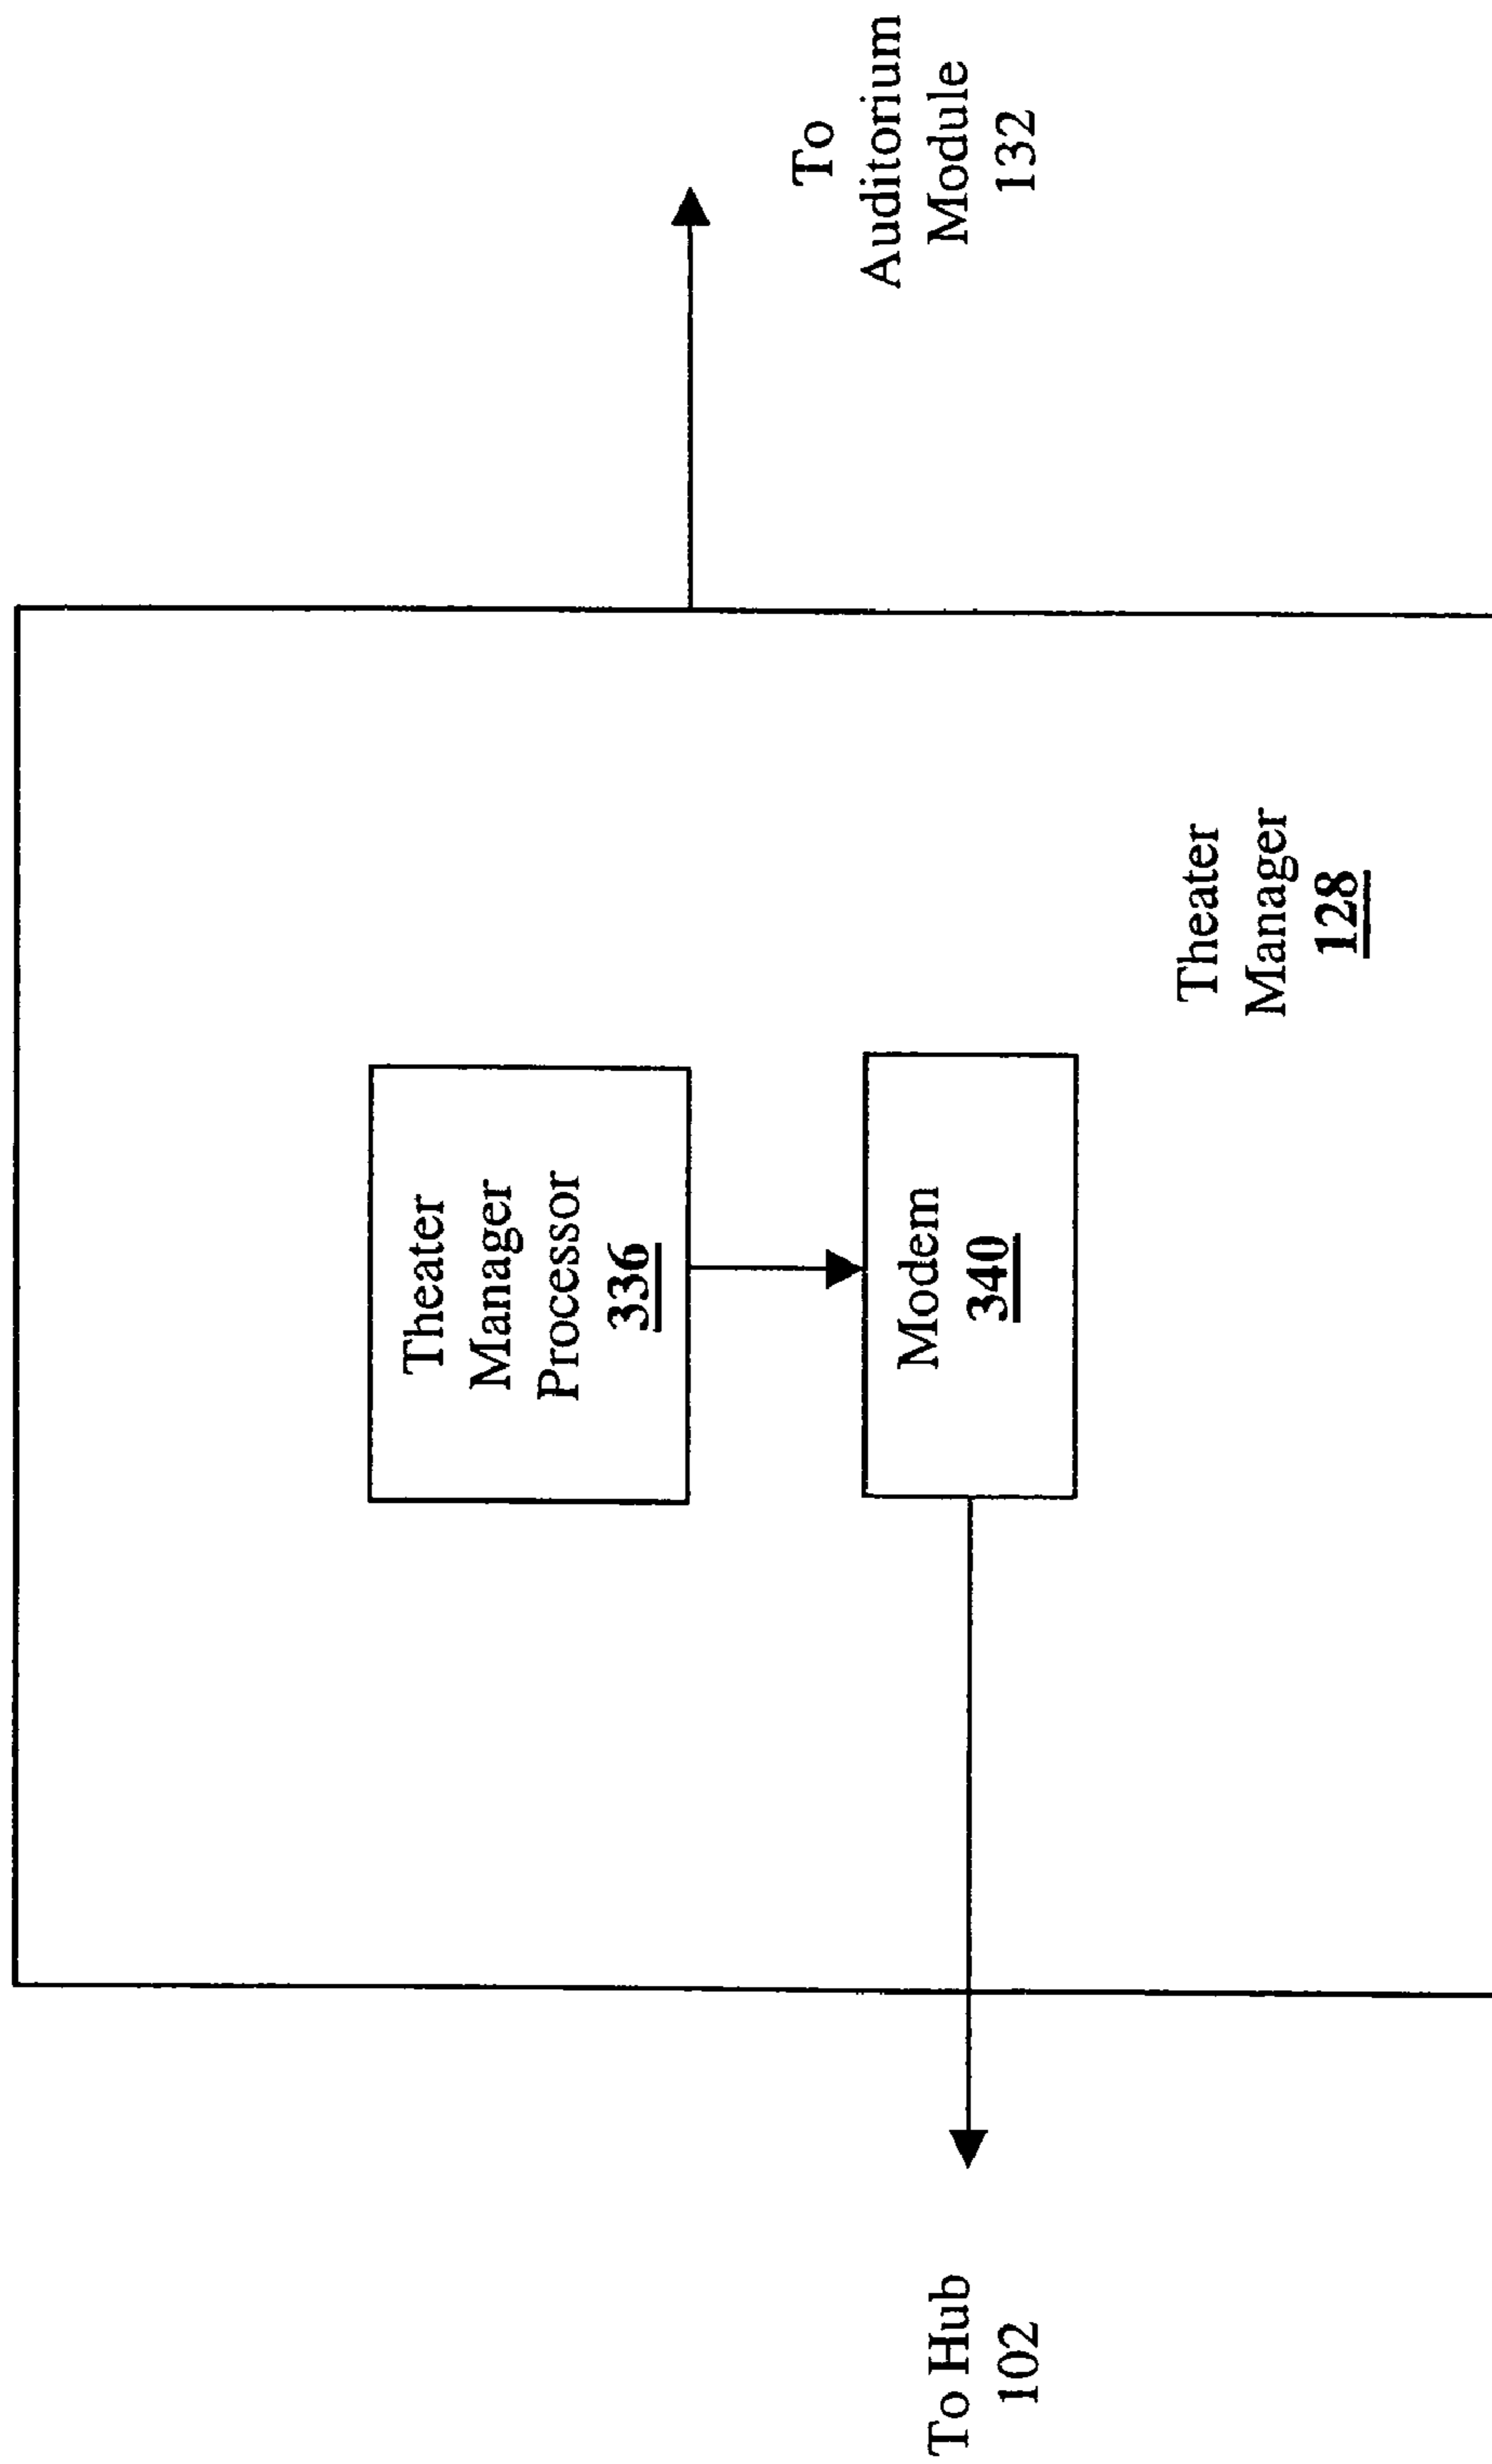 Theater
Manager
Processor
336
Modem
340
Theater
Manager
128
To Hub
102
To
Auditorium
Module
132